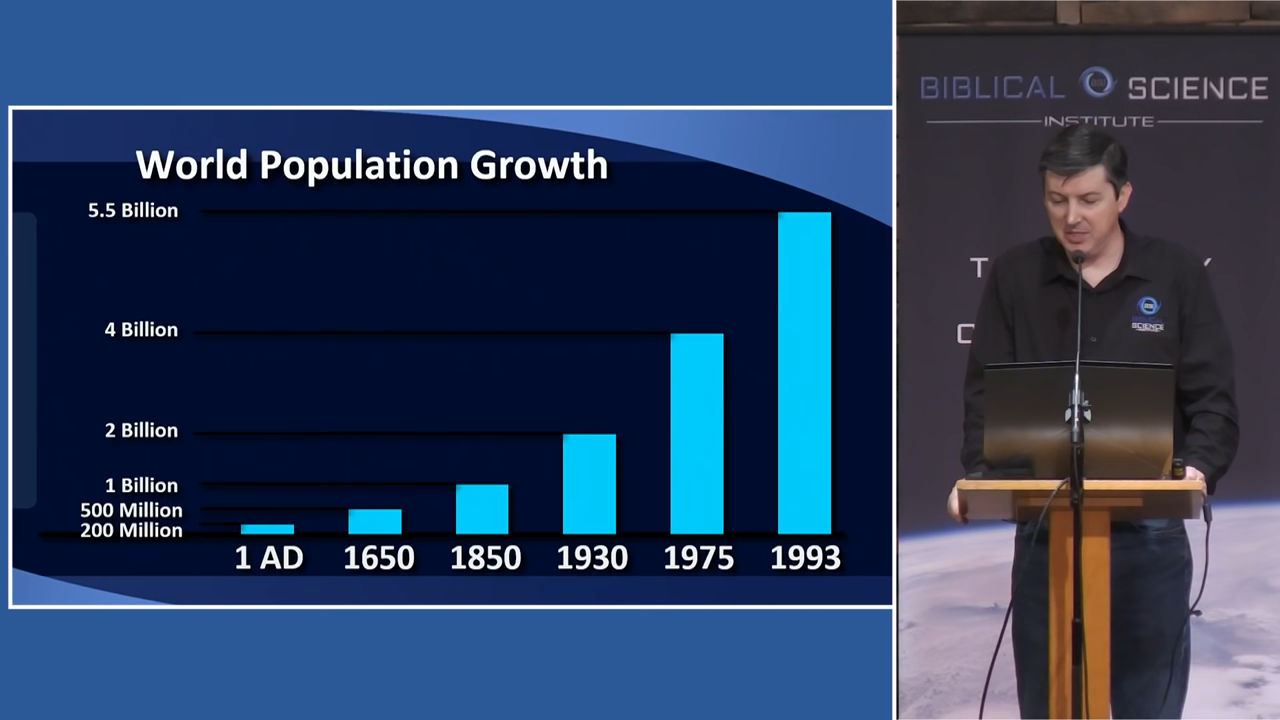 World Population Growth
5.5 Billion
4 Billion
2 Billion
1 Billion
500 Million
200 Million
1 AD
1650
1850
1930
1975
1993
BIBLICAL SCIENCE
INSTITUTE
SCIENCE